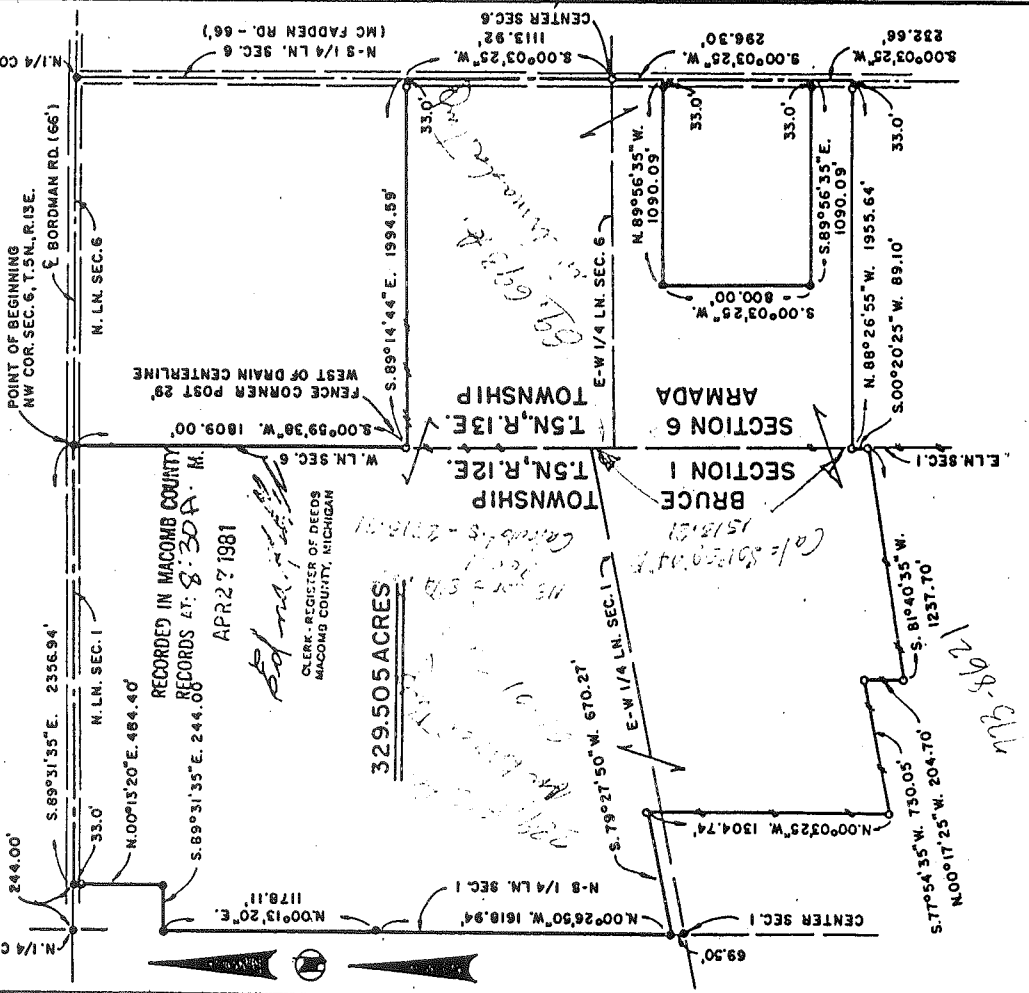 244.00'
N. 1/4 C
S.89°31'35"E. 2356.94'
N.LN.SEC.1
33.0'
N.00°13'20"E. 484.40'
S.89°31'35"E. 244.00'
RECORDED IN MACOMB COUNTY
RECORDS AT: 8:30 A. M.
APR 27 1981
CLERK-REGISTER OF DEEDS
MACOMB COUNTY, MICHIGAN
329.505 ACRES
POINT OF BEGINNING
NW COR. SEC. 6, T.5N., R.13E.
℄ BORDMAN RD. (66')
N. LN. SEC.6
N.1/4 CO
N-S 1/4 LN. SEC. 6
(MC FADDEN RD. - 66')
W. LN. SEC. 6
S.00°59'38"W. 1809.00'
FENCE CORNER POST 29'
WEST OF DRAIN CENTERLINE
S.89°14'44"E. 1994.59'
33.0'
S.00°03'25"W.
1113.92'
CENTER SEC.6
E-W 1/4 LN. SEC. 6
S.00°03'25"W.
296.30'
N.89°56'35"W.
1090.09'
33.0'
S.00°03'25"W.
800.00'
33.0'
S.89°56'35"E.
1090.09'
S.00°03'25"W.
232.66'
33.0'
N.88°26'55"W. 1955.64'
S.00°20'25"W. 89.10'
E.LN.SEC.1
TOWNSHIP
T.5N.,R.13E.
ARMADA
SECTION 6
TOWNSHIP
T.5N.,R.12E.
BRUCE
SECTION 1
S. 81°40'35"W.
1237.70'
N.00°17'25"W. 204.70'
S.77°54'35"W. 730.05'
N.00°03'25"W. 1304.74'
S. 79°27'50"W. 670.27'
E-W 1/4 LN. SEC.1
69.50'
CENTER SEC. 1
N.00°26'50"W. 1618.94'
N-S 1/4 LN. SEC. 1
N.00°13'20"E.
1178.11'